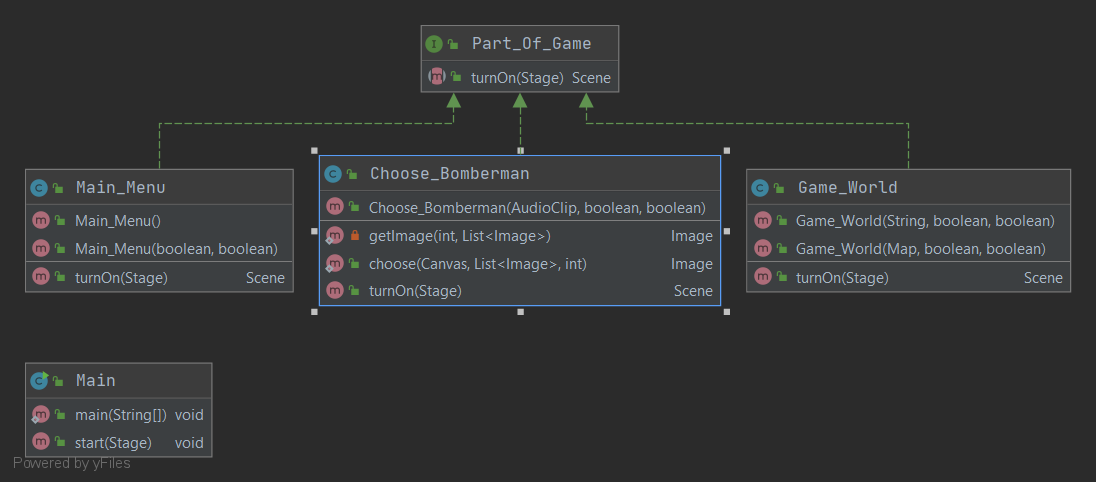 Part_Of_Game
turnOn(Stage) Scene
Main_Menu
Main_Menu()
Main_Menu(boolean, boolean)
turnOn(Stage) Scene
Choose_Bomberman
Choose_Bomberman(AudioClip, boolean, boolean)
getImage(int, List<Image>) Image
choose(Canvas, List<Image>, int) Image
turnOn(Stage) Scene
Game_World
Game_World(String, boolean, boolean)
Game_World(Map, boolean, boolean)
turnOn(Stage) Scene
Main
main(String[]) void
start(Stage) void
Powered by yFiles